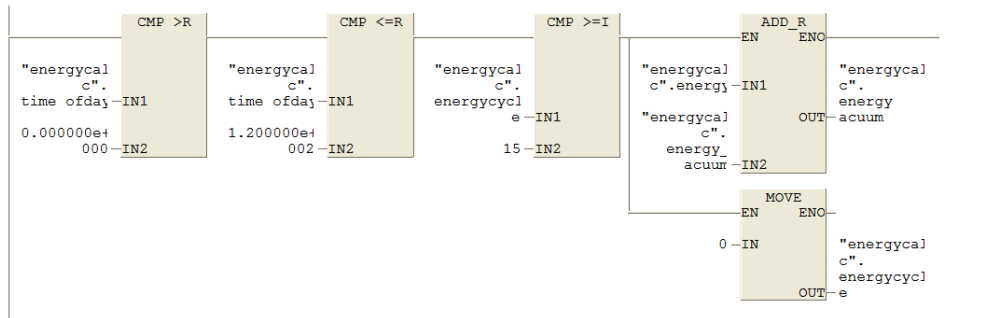 CMP >R
CMP <=R
CMP >=I
ADD_R
EN ENO
"energycal
c".
time ofday
IN1
0.000000e+
000
IN2
"energycal
c".
time ofday
IN1
1.200000e+
002
IN2
"energycal
c".
energycycl
e
IN1
15
IN2
"energycal
c".energy
IN1
"energycal
c".
energy_
acuum
IN2
"energycal
c".
energy
acuum
OUT
MOVE
EN ENO
0
IN
"energycal
c".
energycycl
e
OUT